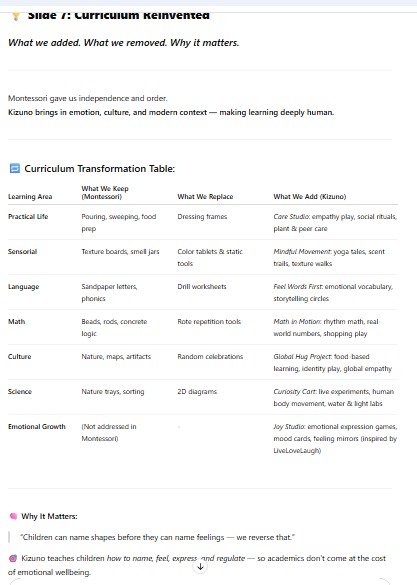 Slide 7: Curriculum Reinvented
What we added. What we removed. Why it matters.
Montessori gave us independence and order.
Kizuno brings in emotion, culture, and modern context — making learning deeply human.
Curriculum Transformation Table:
Learning Area What We Keep (Montessori) What We Replace What We Add (Kizuno)
Practical Life Pouring, sweeping, food prep Dressing frames Care Studio: empathy play, social rituals, plant & peer care
Sensorial Texture boards, smell jars Color tablets & static tools Mindful Movement: yoga tales, scent trails, texture walks
Language Sandpaper letters, phonics Drill worksheets Feel Words First: emotional vocabulary, storytelling circles
Math Beads, rods, concrete logic Rote repetition tools Math in Motion: rhythm math, real-world numbers, shopping play
Culture Nature, maps, artifacts Random celebrations Global Hug Project: food-based learning, identity play, global empathy
Science Nature trays, sorting 2D diagrams Curiosity Cart: live experiments, human body movement, water & light labs
Emotional Growth (Not addressed in Montessori) - Joy Studio: emotional expression games, mood cards, feeling mirrors (inspired by LiveLoveLaugh)
Why It Matters:
“Children can name shapes before they can name feelings — we reverse that.”
Kizuno teaches children how to name, feel, express and regulate — so academics don’t come at the cost
of emotional wellbeing.